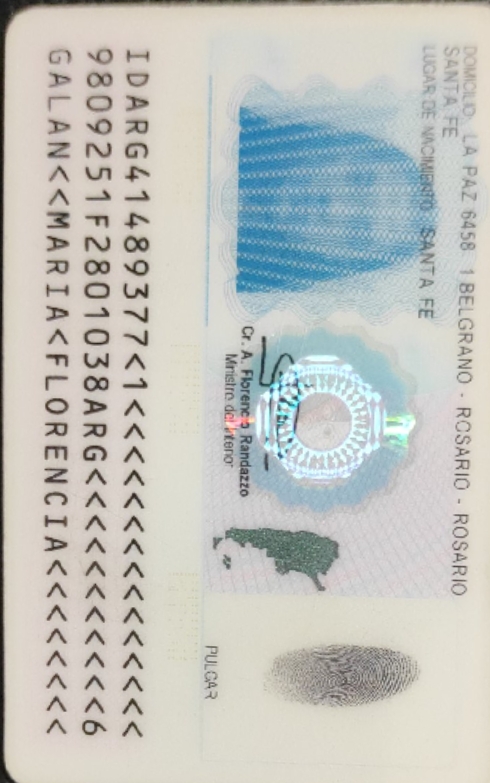 DOMICILIO: LA PAZ 6458 1 BELGRANO - ROSARIO - ROSARIO
SANTA FE
LUGAR DE NACIMIENTO: SANTA FE
Cr. A. Florencio Randazzo
Ministro del Interior
PULGAR
IDARG41489377<1<<<<<<<<<<<<<<<
9809251F2801038ARG<<<<<<<<<<<6
GALAN<<MARIA<FLORENCIA<<<<<<<<